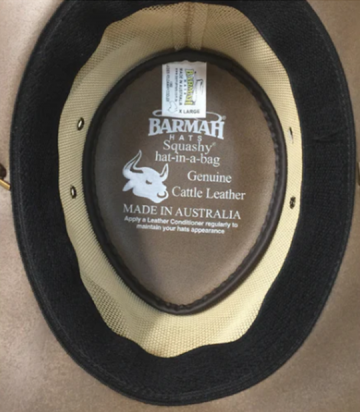 X LARGE
BARMAH®
HATS
Squashy®
hat-in-a-bag
Genuine
Cattle Leather
MADE IN AUSTRALIA
Apply a Leather Conditioner regularly to
maintain your hats appearance